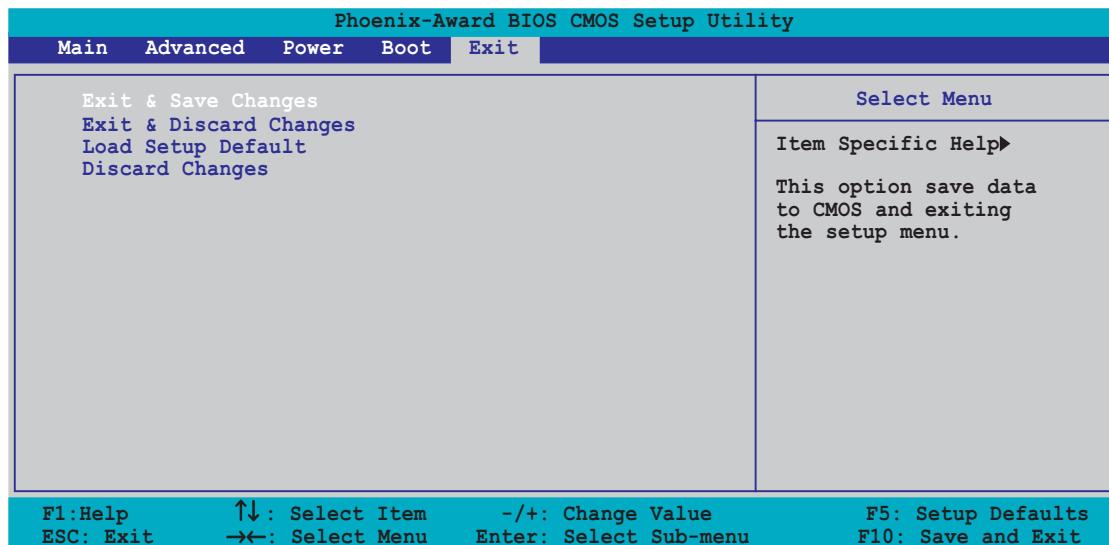 Phoenix-Award BIOS CMOS Setup Utility
Main Advanced Power Boot Exit
Exit & Save Changes
Exit & Discard Changes
Load Setup Default
Discard Changes
Select Menu
Item Specific Help▶
This option save data
to CMOS and exiting
the setup menu.
F1:Help ↑↓: Select Item -/+: Change Value F5: Setup Defaults
ESC: Exit →←: Select Menu Enter: Select Sub-menu F10: Save and Exit